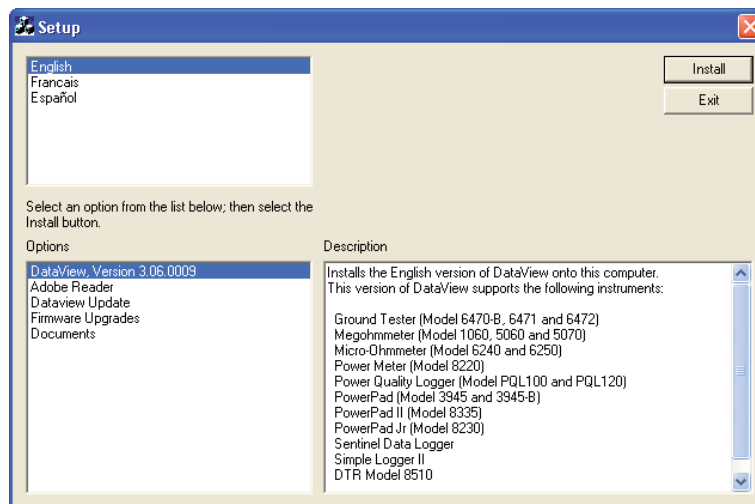 Setup
English
Francais
Español
Install
Exit
Select an option from the list below; then select the
Install button.
Options
DataView, Version 3.06.0009
Adobe Reader
Dataview Update
Firmware Upgrades
Documents
Description
Installs the English version of DataView onto this computer.
This version of DataView supports the following instruments:
Ground Tester (Model 6470-B, 6471 and 6472)
Megohmmeter (Model 1060, 5060 and 5070)
Micro-Ohmmeter (Model 6240 and 6250)
Power Meter (Model 8220)
Power Quality Logger (Model PQL100 and PQL120)
PowerPad (Model 3945 and 3945-B)
PowerPad II (Model 8335)
PowerPad Jr (Model 8230)
Sentinel Data Logger
Simple Logger II
DTR Model 8510